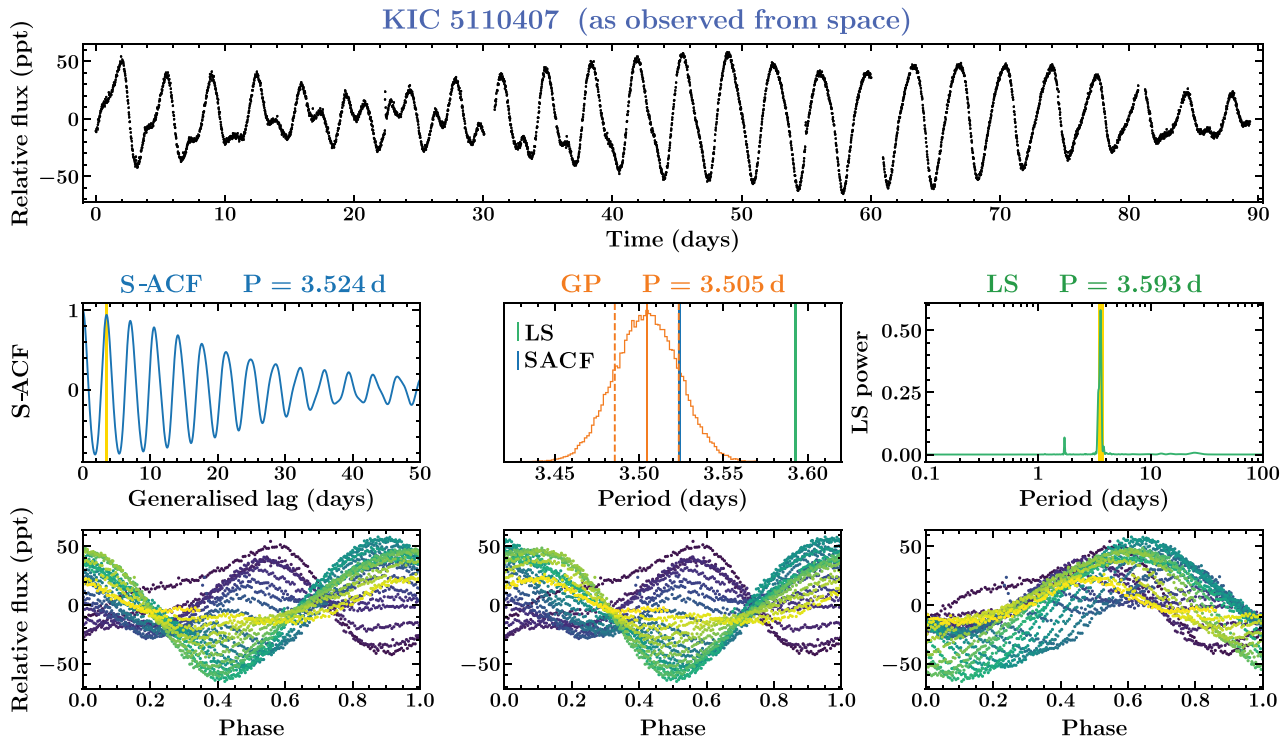 KIC 5110407 (as observed from space)
Relative flux (ppt)
50
0
−50
0 10 20 30 40 50 60 70 80 90
Time (days)
S-ACF P = 3.524 d
GP P = 3.505 d
LS P = 3.593 d
S-ACF
1
0
0 10 20 30 40 50
Generalised lag (days)
LS
SACF
3.45 3.50 3.55 3.60
Period (days)
LS power
0.50
0.25
0.00
0.1 1 10 100
Period (days)
Relative flux (ppt)
50
0
−50
0.0 0.2 0.4 0.6 0.8 1.0
Phase
50
0
−50
0.0 0.2 0.4 0.6 0.8 1.0
Phase
50
0
−50
0.0 0.2 0.4 0.6 0.8 1.0
Phase